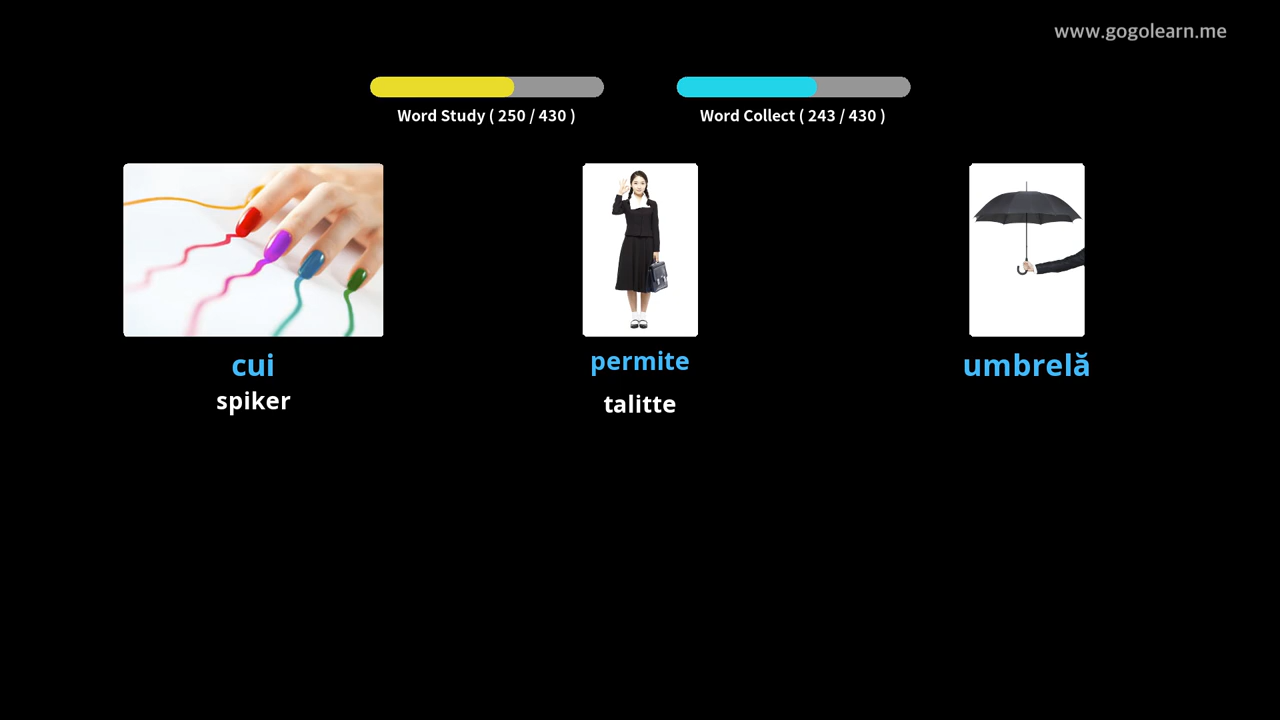 www.gogolearn.me
Word Study ( 250 / 430 )
Word Collect ( 243 / 430 )
cui
spiker
permite
talitte
umbrelă